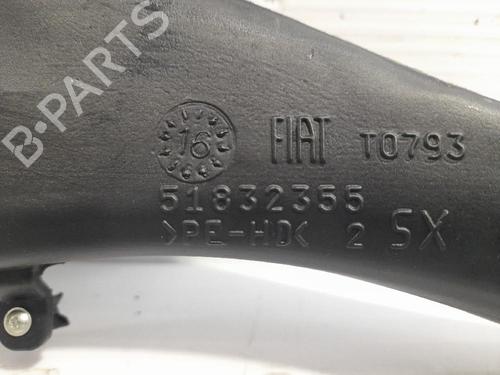 B-PARTS
16 FIAT T0793
51832355
>PE-HD< 2 SX